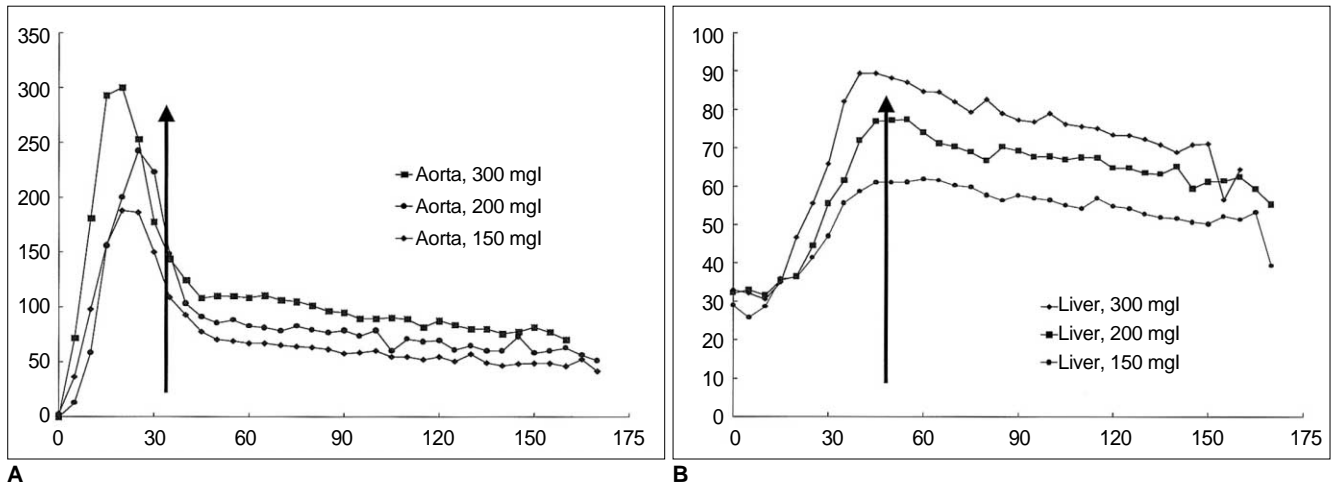 A
350
300
250
200
150
100
50
0
0 30 60 90 120 150 175
Aorta, 300 mgI
Aorta, 200 mgI
Aorta, 150 mgI
A
B
100
90
80
70
60
50
40
30
20
10
0
0 30 60 90 120 150 175
Liver, 300 mgI
Liver, 200 mgI
Liver, 150 mgI
B